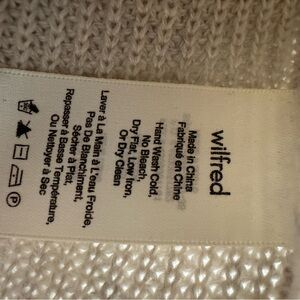 wilfred
Made in China
Fabriqué en Chine
Hand Wash Cold,
No Bleach,
Dry Flat, Low Iron,
Or Dry Clean
Laver à La Main à L'eau Froide,
Pas De Blanchiment,
Sécher à Plat,
Repasser à Basse Température,
Ou Nettoyer à Sec